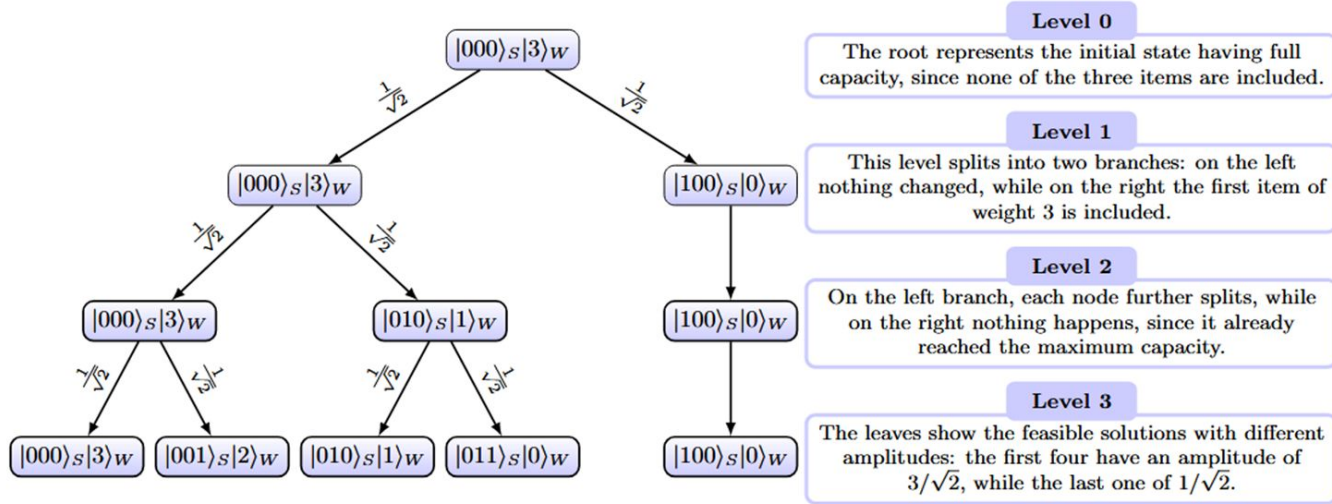 Level 0
|000⟩S|3⟩W
The root represents the initial state having full
capacity, since none of the three items are included.
1/√2
1/√2
Level 1
|000⟩S|3⟩W
|100⟩S|0⟩W
This level splits into two branches: on the left
nothing changed, while on the right the first item of
weight 3 is included.
1/√2
1/√2
Level 2
|000⟩S|3⟩W
|010⟩S|1⟩W
|100⟩S|0⟩W
On the left branch, each node further splits, while
on the right nothing happens, since it already
reached the maximum capacity.
1/√2
1/√2
1/√2
1/√2
Level 3
|000⟩S|3⟩W
|001⟩S|2⟩W
|010⟩S|1⟩W
|011⟩S|0⟩W
|100⟩S|0⟩W
The leaves show the feasible solutions with different
amplitudes: the first four have an amplitude of
3/√2, while the last one of 1/√2.